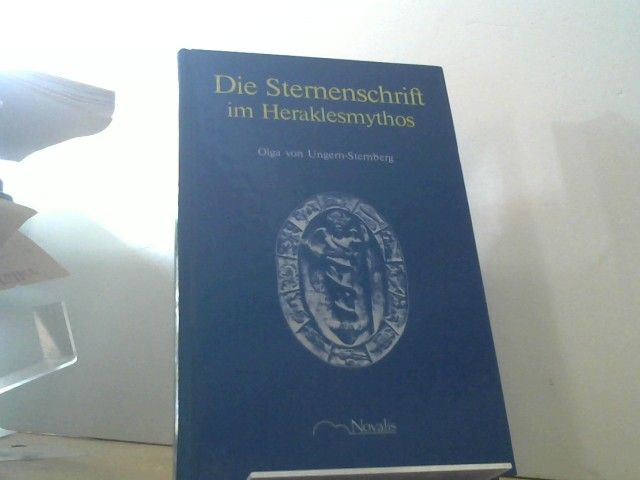 Die Sternenschrift
im Heraklesmythos
Olga von Ungern-Sternberg
Novalis